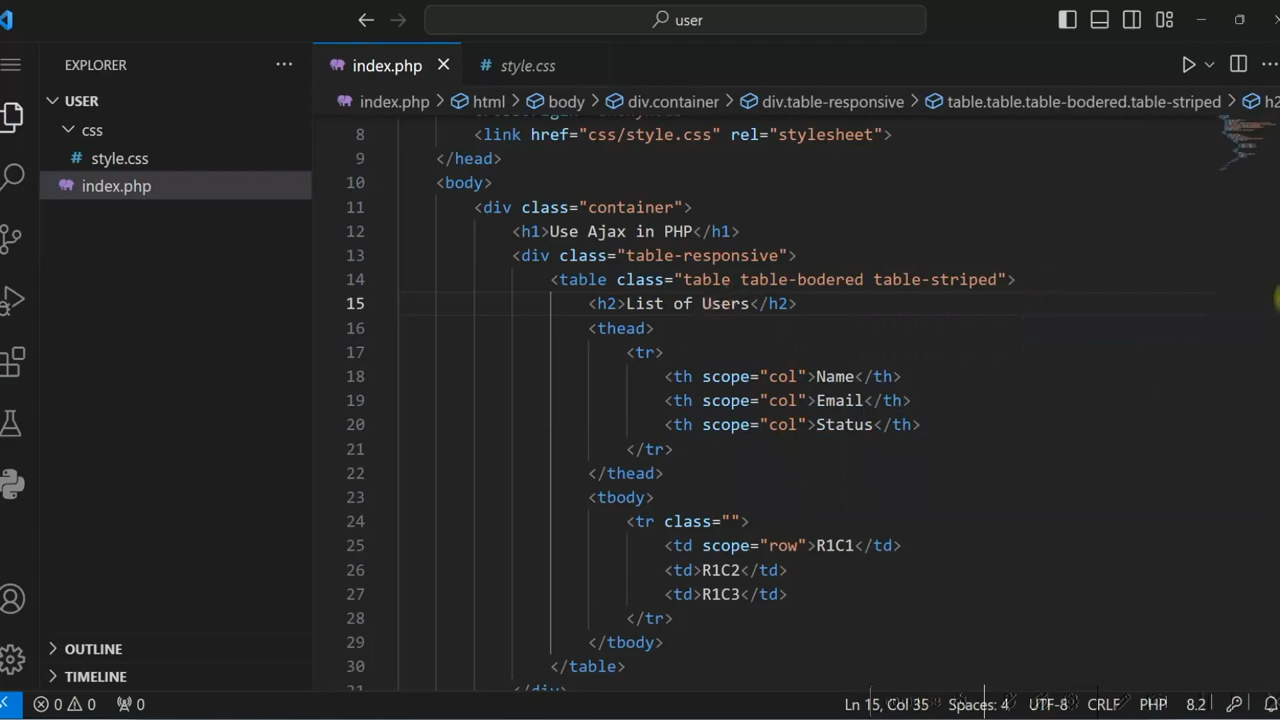 user
EXPLORER
index.php
style.css
USER
index.php
html
body
div.container
div.table-responsive
table.table.table-bodered.table-striped
css
style.css
index.php
8 <link href="css/style.css" rel="stylesheet">
9 </head>
10 <body>
11 <div class="container">
12 <h1>Use Ajax in PHP</h1>
13 <div class="table-responsive">
14 <table class="table table-bodered table-striped">
15 <h2>List of Users</h2>
16 <thead>
17 <tr>
18 <th scope="col">Name</th>
19 <th scope="col">Email</th>
20 <th scope="col">Status</th>
21 </tr>
22 </thead>
23 <tbody>
24 <tr class="">
25 <td scope="row">R1C1</td>
26 <td>R1C2</td>
27 <td>R1C3</td>
28 </tr>
29 </tbody>
30 </table>
OUTLINE
TIMELINE
0 0 0
Ln 15, Col 35
Spaces: 4
UTF-8
CRLF
PHP
8.2